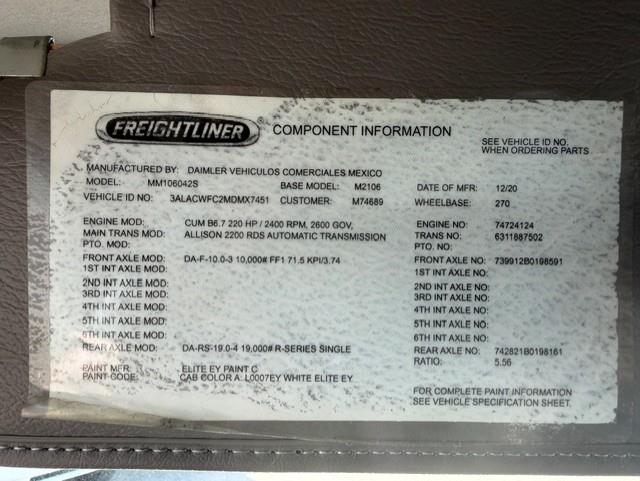 FREIGHTLINER COMPONENT INFORMATION
SEE VEHICLE ID NO.
WHEN ORDERING PARTS
MANUFACTURED BY: DAIMLER VEHICULOS COMERCIALES MEXICO
MODEL: MM106042S BASE MODEL: M2106 DATE OF MFR: 12/20
VEHICLE ID NO: 3ALACWFC2MDMX7451 CUSTOMER: M74689 WHEELBASE: 270
ENGINE MOD: CUM B6.7 220 HP / 2400 RPM, 2600 GOV, ENGINE NO: 74724124
MAIN TRANS MOD: ALLISON 2200 RDS AUTOMATIC TRANSMISSION TRANS NO: 6311887502
PTO. MOD: PTO. NO:
FRONT AXLE MOD: DA-F-10.0-3 10,000# FF1 71.5 KPI/3.74 FRONT AXLE NO: 739912B0198591
1ST INT AXLE MOD: 1ST INT AXLE NO:
2ND INT AXLE MOD: 2ND INT AXLE NO:
3RD INT AXLE MOD: 3RD INT AXLE NO:
4TH INT AXLE MOD: 4TH INT AXLE NO:
5TH INT AXLE MOD: 5TH INT AXLE NO:
6TH INT AXLE MOD: 6TH INT AXLE NO:
REAR AXLE MOD: DA-RS-19.0-4 19,000# R-SERIES SINGLE REAR AXLE NO: 742821B0198161
RATIO: 5.56
PAINT MFR: ELITE EY PAINT C
PAINT CODE: CAB COLOR A: L0007EY WHITE ELITE EY
FOR COMPLETE PAINT INFORMATION
SEE VEHICLE SPECIFICATION SHEET.